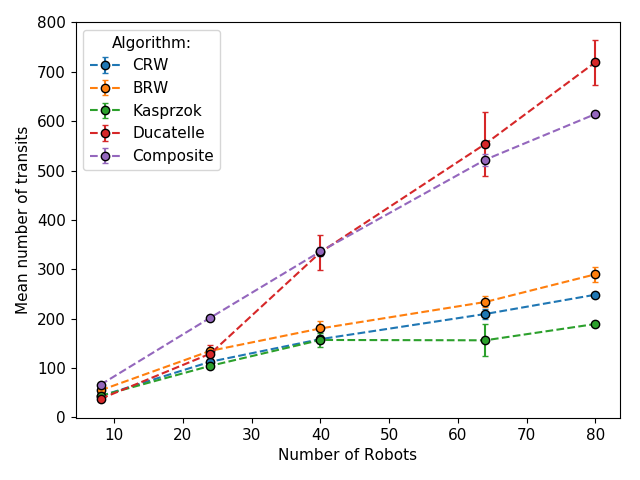 800
700
600
500
400
300
200
100
0
Mean number of transits
Algorithm:
CRW
BRW
Kasprzok
Ducatelle
Composite
10 20 30 40 50 60 70 80
Number of Robots